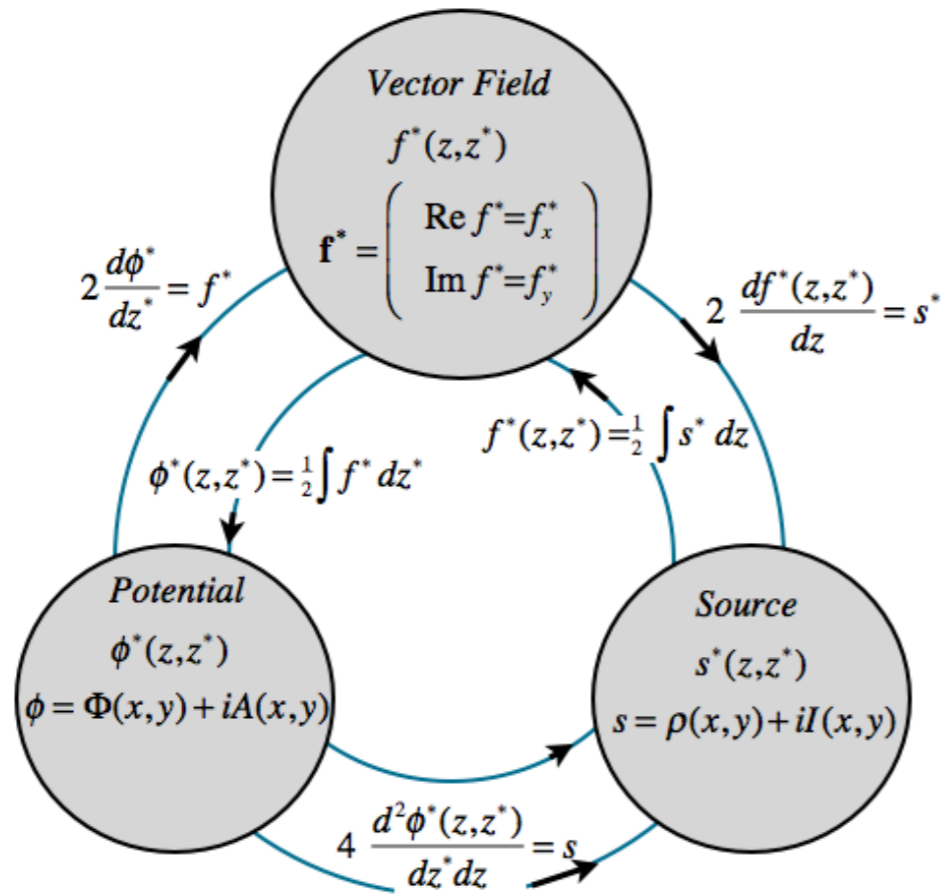 Vector Field
f*(z,z*)
f* = ( Re f*=f*ₓ
Im f*=f*ᵧ )
2 dϕ*/dz* = f*
2 df*(z,z*)/dz = s*
f*(z,z*)=½ ∫ s* dz
ϕ*(z,z*)=½ ∫ f* dz*
Potential
ϕ*(z,z*)
ϕ = Φ(x,y)+iA(x,y)
Source
s*(z,z*)
s = ρ(x,y)+iI(x,y)
4 d²ϕ*(z,z*)/dz*dz = s